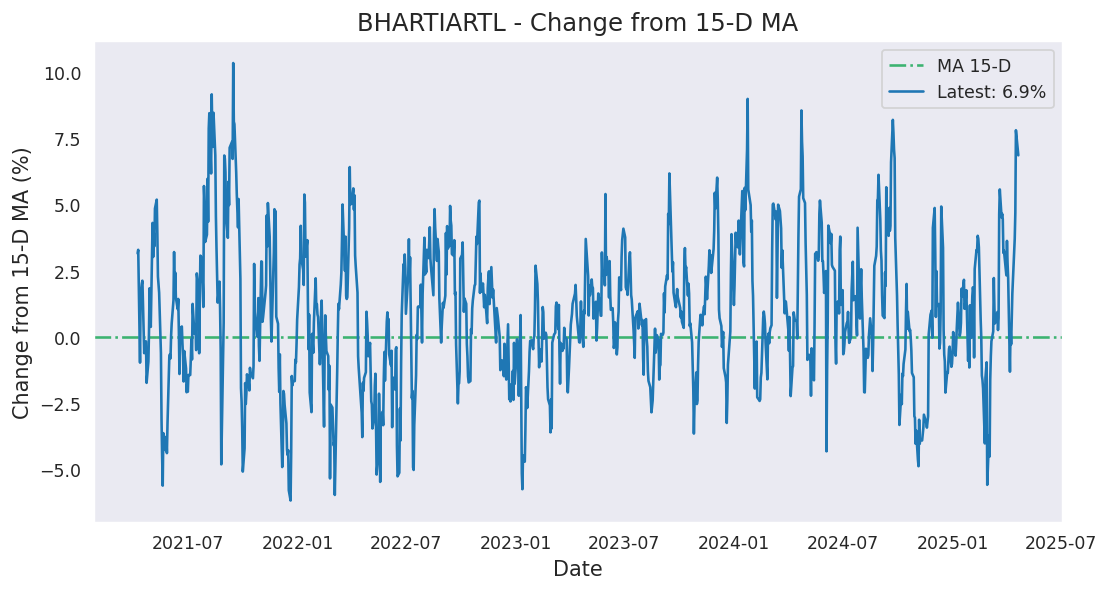 BHARTIARTL - Change from 15-D MA
MA 15-D
Latest: 6.9%
Change from 15-D MA (%)
10.0
7.5
5.0
2.5
0.0
−2.5
−5.0
2021-07 2022-01 2022-07 2023-01 2023-07 2024-01 2024-07 2025-01 2025-07
Date